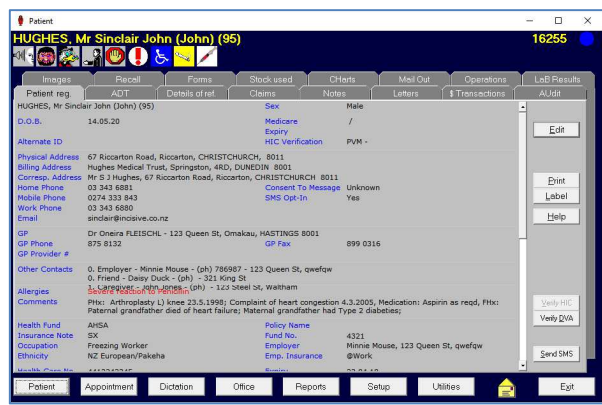 Patient
HUGHES, Mr Sinclair John (John) (95) 16255
Images Recall Forms Stock used CHarts Mail Out Operations LaB Results
Patient reg. ADT Details of ref. Claims Notes Letters $ Transactions AUdit
HUGHES, Mr Sinclair John (John) (95) Sex Male
D.O.B. 14.05.20 Medicare /
Expiry
Alternate ID HIC Verification PVM -
Physical Address 67 Riccarton Road, Riccarton, CHRISTCHURCH, 8011
Billing Address Hughes Medical Trust, Springston, 4RD, DUNEDIN 8001
Corresp. Address Mr S J Hughes, 67 Riccarton Road, Riccarton, CHRISTCHURCH 8011
Home Phone 03 343 6881 Consent To Message Unknown
Mobile Phone 0274 333 843 SMS Opt-In Yes
Work Phone 03 343 6880
Email sinclair@incisive.co.nz
GP Dr Oneira FLEISCHL - 123 Queen St, Omakau, HASTINGS 8001
GP Phone 875 8132 GP Fax 899 0316
GP Provider #
Other Contacts 0. Employer - Minnie Mouse - (ph) 786987 - 123 Queen St, qwefqw
0. Friend - Daisy Duck - (ph) - 321 King St
1. Caregiver - John Jones - (ph) - 123 Steel St, Waltham
Allergies Severe reaction to Penicillin
Comments PHx: Arthroplasty L) knee 23.5.1998; Complaint of heart congestion 4.3.2005, Medication: Aspirin as reqd, FHx:
Paternal grandfather died of heart failure; Maternal grandfather had Type 2 diabetes;
Health Fund AHSA Policy Name
Insurance Note SX Fund No. 4321
Occupation Freezing Worker Employer Minnie Mouse, 123 Queen St, qwefqw
Ethnicity NZ European/Pakeha Emp. Insurance @Work
Edit
Print
Label
Help
Verify HIC
Verify DVA
Send SMS
Patient Appointment Dictation Office Reports Setup Utilities Exit